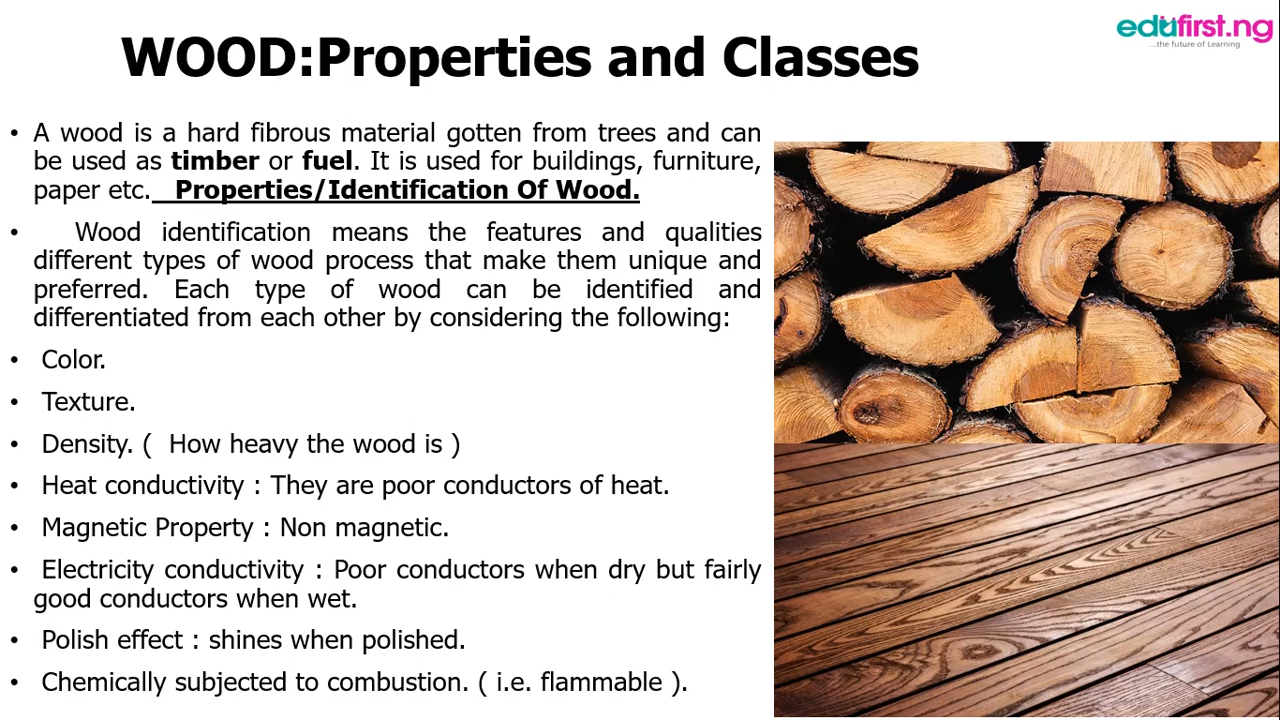 edufirst.ng
...the future of Learning
WOOD:Properties and Classes
• A wood is a hard fibrous material gotten from trees and can
be used as timber or fuel. It is used for buildings, furniture,
paper etc.   Properties/Identification Of Wood.
• Wood identification means the features and qualities
different types of wood process that make them unique and
preferred. Each type of wood can be identified and
differentiated from each other by considering the following:
• Color.
• Texture.
• Density. (  How heavy the wood is )
• Heat conductivity : They are poor conductors of heat.
• Magnetic Property : Non magnetic.
• Electricity conductivity : Poor conductors when dry but fairly
good conductors when wet.
• Polish effect : shines when polished.
• Chemically subjected to combustion. ( i.e. flammable ).